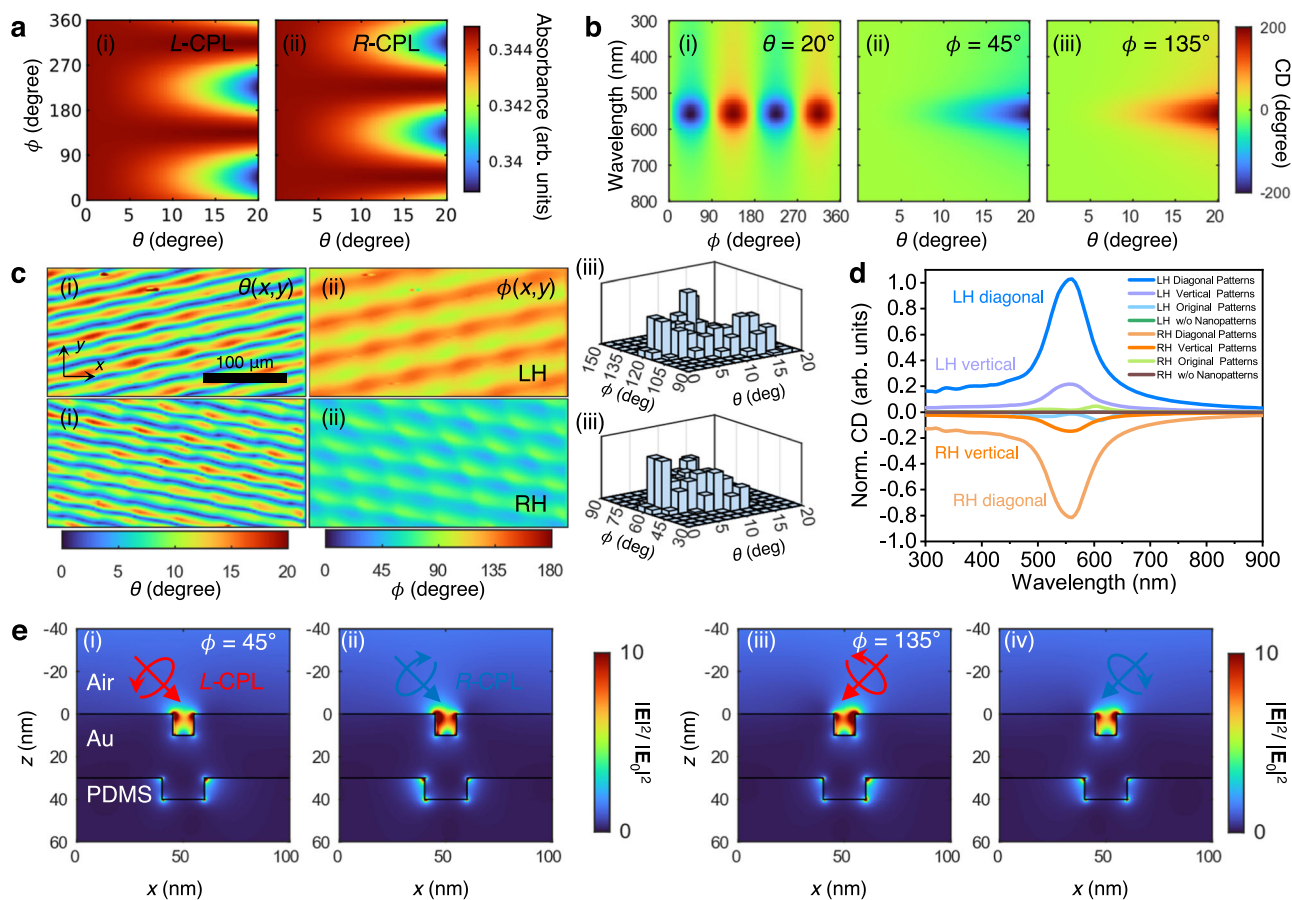 a
(i)
L-CPL
(ii)
R-CPL
360
270
180
90
0
ϕ (degree)
0
5
10
15
20
5
10
15
20
θ (degree)
θ (degree)
0.344
0.342
0.34
Absorbance (arb. units)
b
(i)
θ = 20°
(ii)
ϕ = 45°
(iii)
ϕ = 135°
300
400
500
600
700
800
Wavelength (nm)
0
90
180
270
360
5
10
15
20
5
10
15
20
ϕ (degree)
θ (degree)
θ (degree)
200
0
-200
CD (degree)
c
(i)
θ(x,y)
y
x
100 µm
(ii)
ϕ(x,y)
LH
(iii)
150
135
120
105
90
ϕ (deg)
0
5
10
15
20
θ (deg)
(i)
(ii)
RH
(iii)
90
75
60
45
30
ϕ (deg)
0
5
10
15
20
θ (deg)
0
5
10
15
20
θ (degree)
0
45
90
135
180
ϕ (degree)
d
1.0
0.8
0.6
0.4
0.2
0.0
-0.2
-0.4
-0.6
-0.8
-1.0
Norm. CD (arb. units)
LH diagonal
LH vertical
RH vertical
RH diagonal
LH Diagonal Patterns
LH Vertical Patterns
LH Original Patterns
LH w/o Nanopatterns
RH Diagonal Patterns
RH Vertical Patterns
RH Original Patterns
RH w/o Nanopatterns
300
400
500
600
700
800
900
Wavelength (nm)
e
(i)
ϕ = 45°
L-CPL
Air
Au
PDMS
(ii)
R-CPL
-40
-20
0
20
40
60
z (nm)
0
50
100
50
100
x (nm)
x (nm)
10
0
|E|²/ |E₀|²
(iii)
ϕ = 135°
(iv)
-40
-20
0
20
40
60
z (nm)
0
50
100
50
100
x (nm)
x (nm)
10
0
|E|²/ |E₀|²